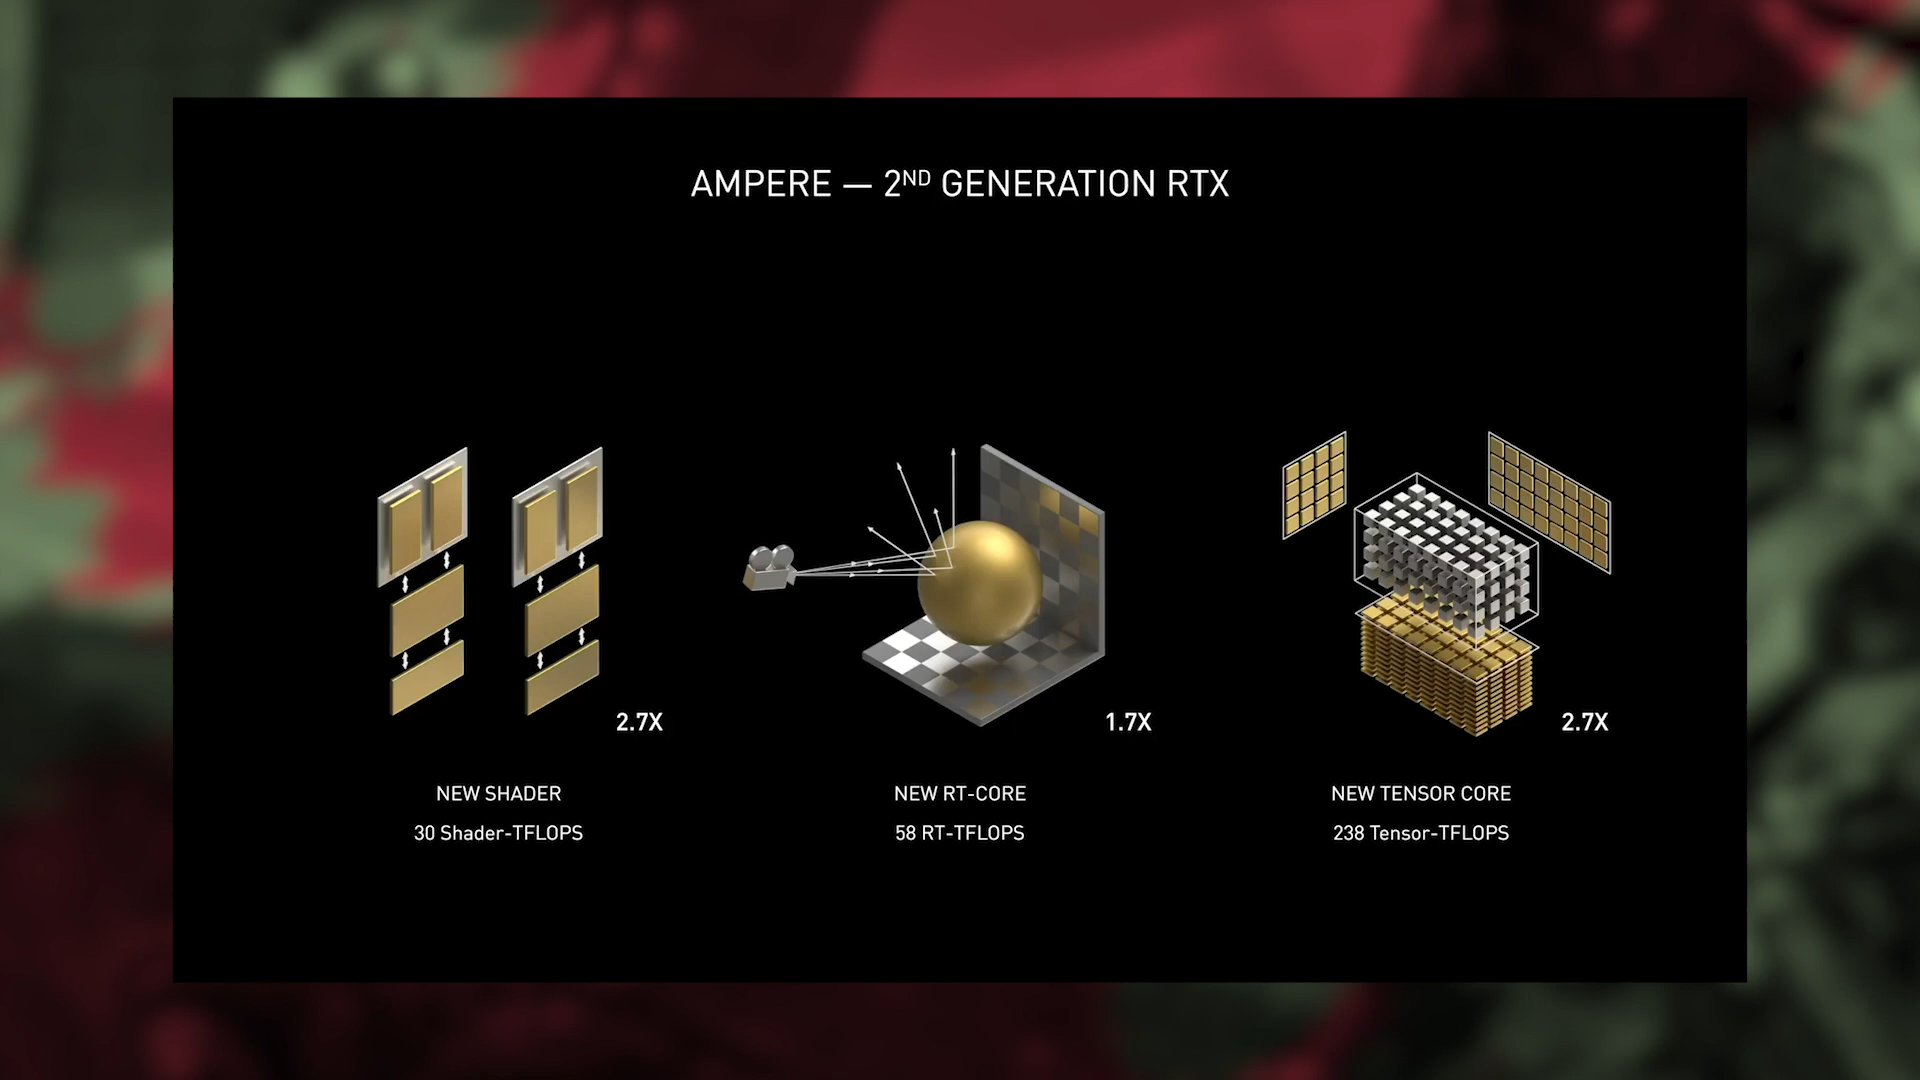 AMPERE — 2ND GENERATION RTX
2.7X
1.7X
2.7X
NEW SHADER
NEW RT-CORE
NEW TENSOR CORE
30 Shader-TFLOPS
58 RT-TFLOPS
238 Tensor-TFLOPS